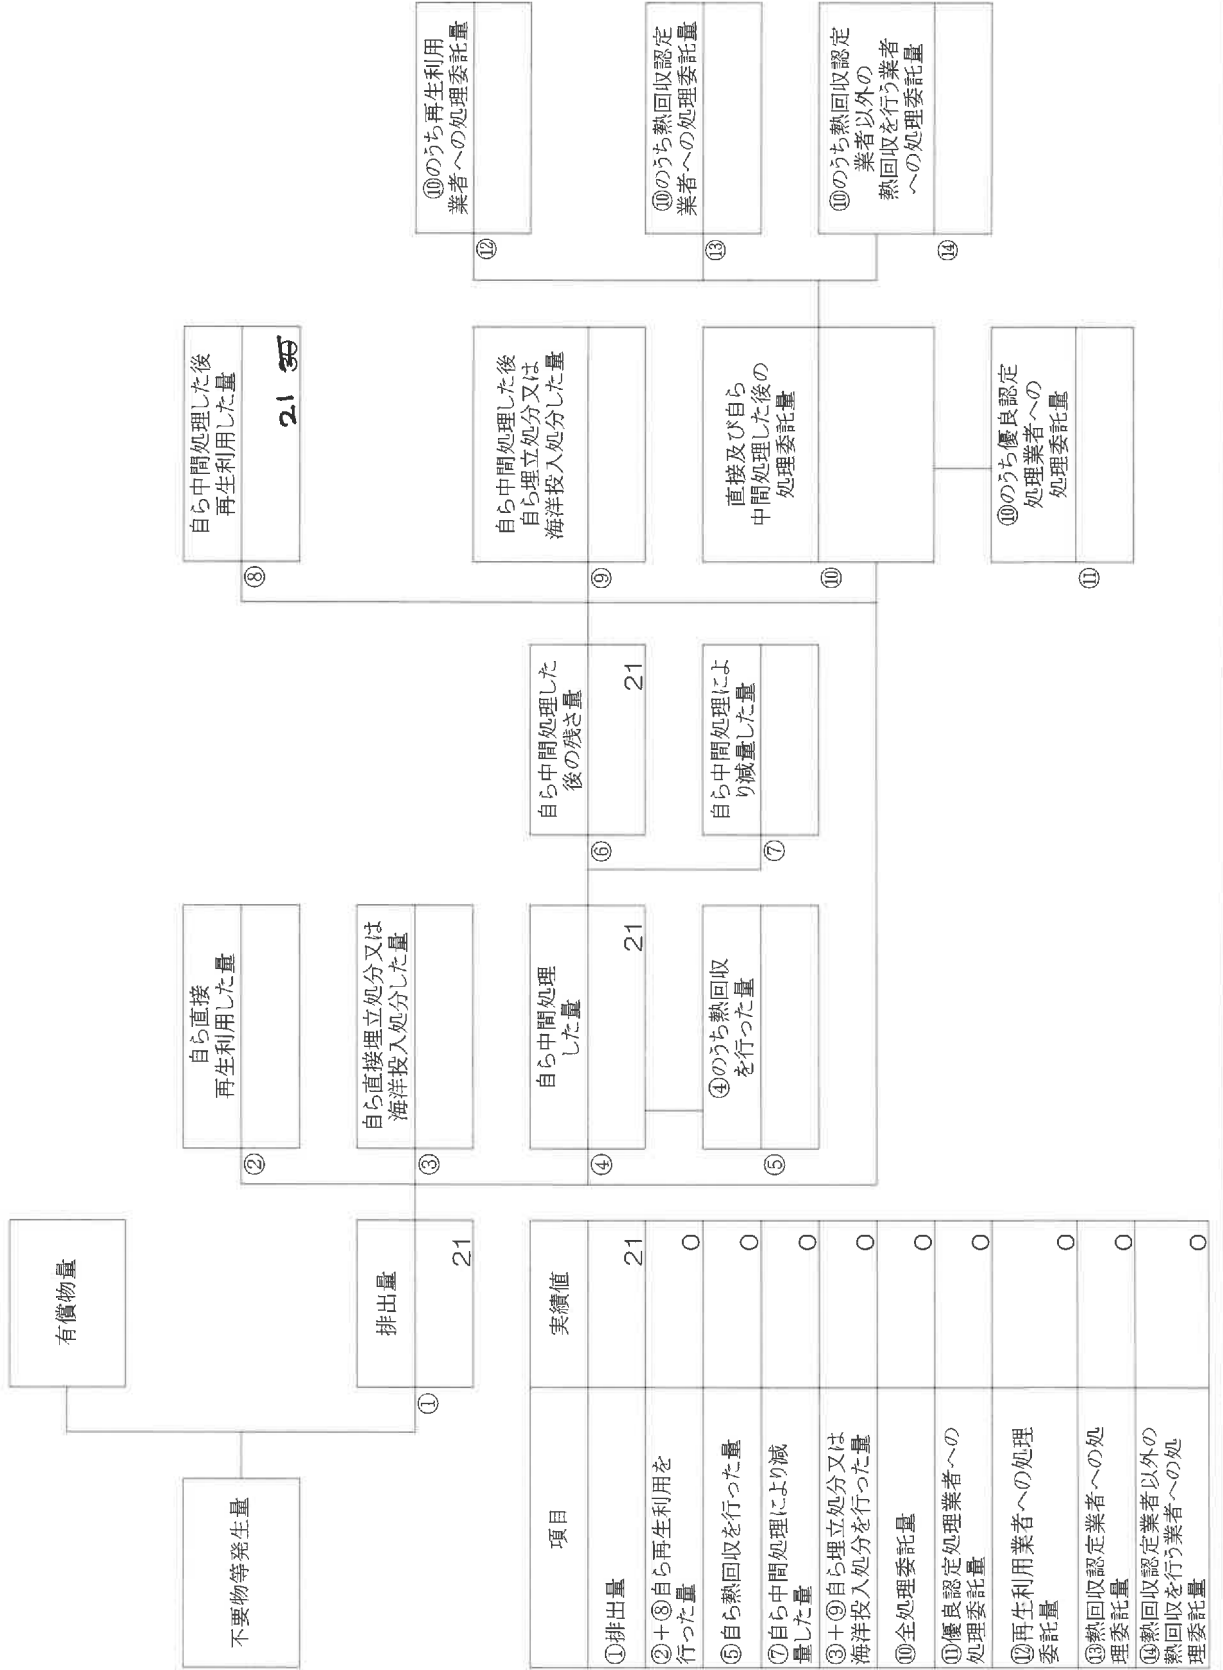 不要物等発生量
有償物量
①
排出量
21
②
自ら直接
再生利用した量
③
自ら直接埋立処分又は
海洋投入処分した量
④
自ら中間処理
した量
21
⑤
④のうち熱回収
を行った量
⑥
自ら中間処理した
後の残さ量
21
⑦
自ら中間処理によ
り減量した量
⑧
自ら中間処理した後
再生利用した量
21
⑨
自ら中間処理した後
自ら埋立処分又は
海洋投入処分した量
⑩
直接及び自ら
中間処理した後の
処理委託量
⑪
⑩のうち優良認定
処理業者への
処理委託量
⑫
⑩のうち再生利用
業者への処理委託量
⑬
⑩のうち熱回収認定
業者への処理委託量
⑭
⑩のうち熱回収認定
業者以外の
熱回収を行う業者
への処理委託量
項目 実績値
①排出量 21
②+⑧自ら再生利用を
行った量 0
⑤自ら熱回収を行った量 0
⑦自ら中間処理により減
量した量 0
③+⑨自ら埋立処分又は
海洋投入処分を行った量 0
⑩全処理委託量 0
⑪優良認定処理業者への
処理委託量 0
⑫再生利用業者への処理
委託量 0
⑬熱回収認定業者への処
理委託量 0
⑭熱回収認定業者以外の
熱回収を行う業者への処
理委託量 0